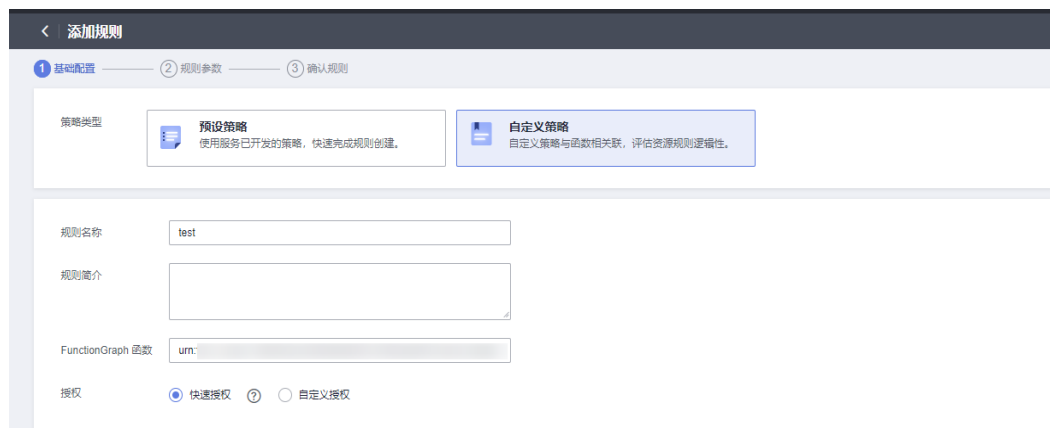 添加规则
1 基础配置 2 规则参数 3 确认规则
策略类型
预设策略
使用服务已开发的策略，快速完成规则创建。
自定义策略
自定义策略与函数相关联，评估资源规则逻辑性。
规则名称 test
规则简介
FunctionGraph 函数 urn:
授权 快速授权 ? 自定义授权